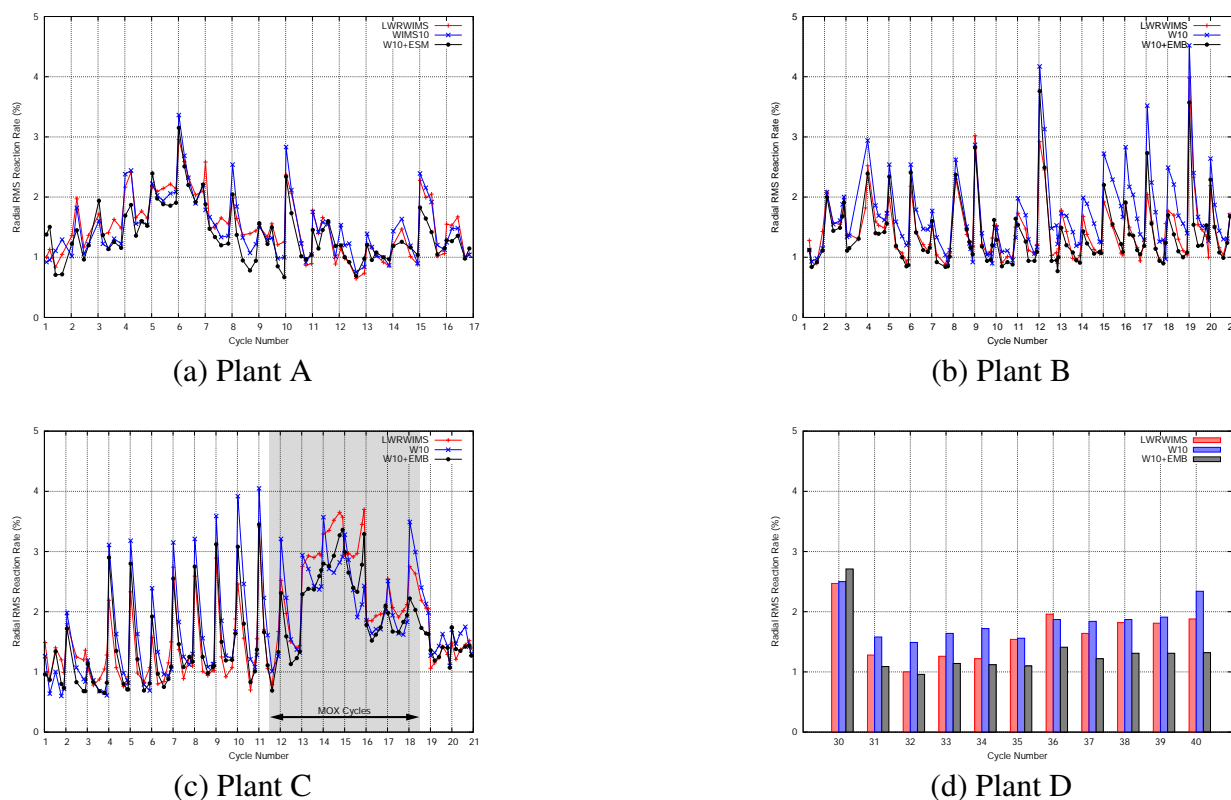 5
4
3
2
1
0
Radial RMS Reaction Rate (%)
LWRWIMS
WIMS10
W10+ESM
1 2 3 4 5 6 7 8 9 10 11 12 13 14 15 16 17
Cycle Number
(a) Plant A
5
4
3
2
1
0
Radial RMS Reaction Rate (%)
LWRWIMS
W10
W10+EMB
1 2 3 4 5 6 7 8 9 10 11 12 13 14 15 16 17 18 19 20
Cycle Number
(b) Plant B
5
4
3
2
1
0
Radial RMS Reaction Rate (%)
LWRWIMS
W10
W10+EMB
MOX Cycles
1 2 3 4 5 6 7 8 9 10 11 12 13 14 15 16 17 18 19 20 21
Cycle Number
(c) Plant C
5
4
3
2
1
0
Radial RMS Reaction Rate (%)
LWRWIMS
W10
W10+EMB
30 31 32 33 34 35 36 37 38 39 40
Cycle Number
(d) Plant D